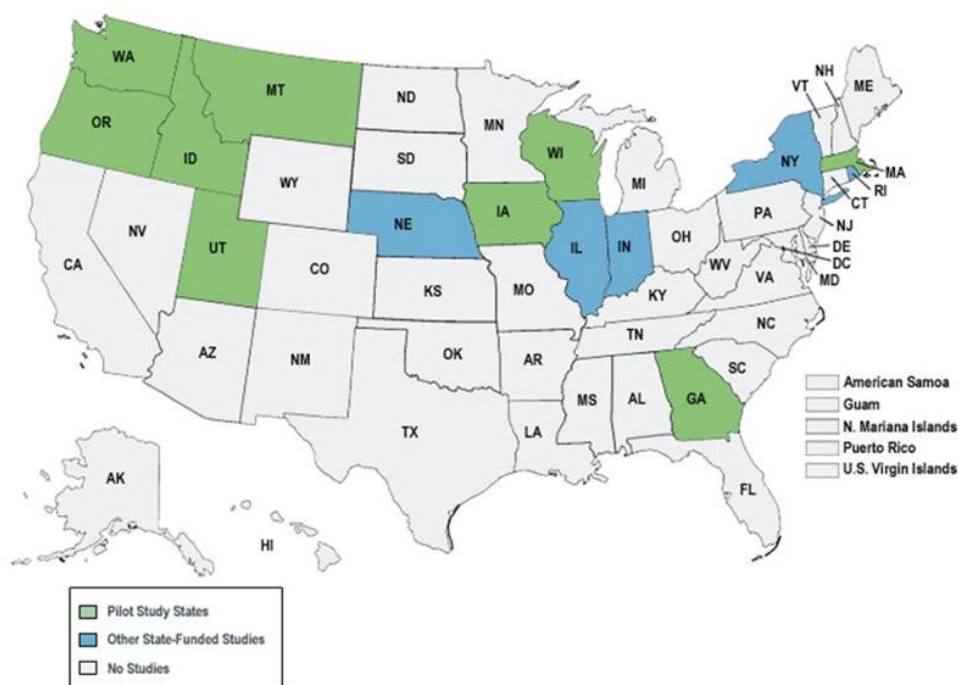 WA
MT
ND
MN
VT
NH
ME
OR
ID
SD
WI
NY
MA
WY
MI
RI
CT
IA
PA
NE
NJ
NV
OH
DE
UT
IL
IN
DC
CO
WV
MD
CA
VA
KS
MO
KY
NC
TN
AZ
NM
OK
AR
SC
American Samoa
MS
AL
GA
Guam
N. Mariana Islands
TX
LA
Puerto Rico
U.S. Virgin Islands
AK
FL
HI
Pilot Study States
Other State-Funded Studies
No Studies